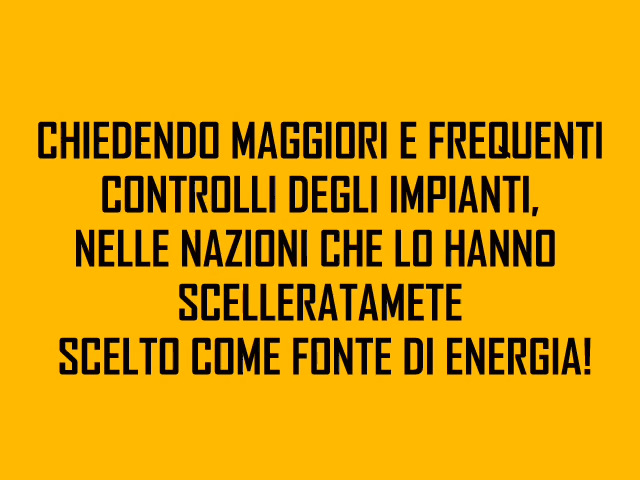 CHIEDENDO MAGGIORI E FREQUENTI
CONTROLLI DEGLI IMPIANTI,
NELLE NAZIONI CHE LO HANNO
SCELLERATAMETE
SCELTO COME FONTE DI ENERGIA!